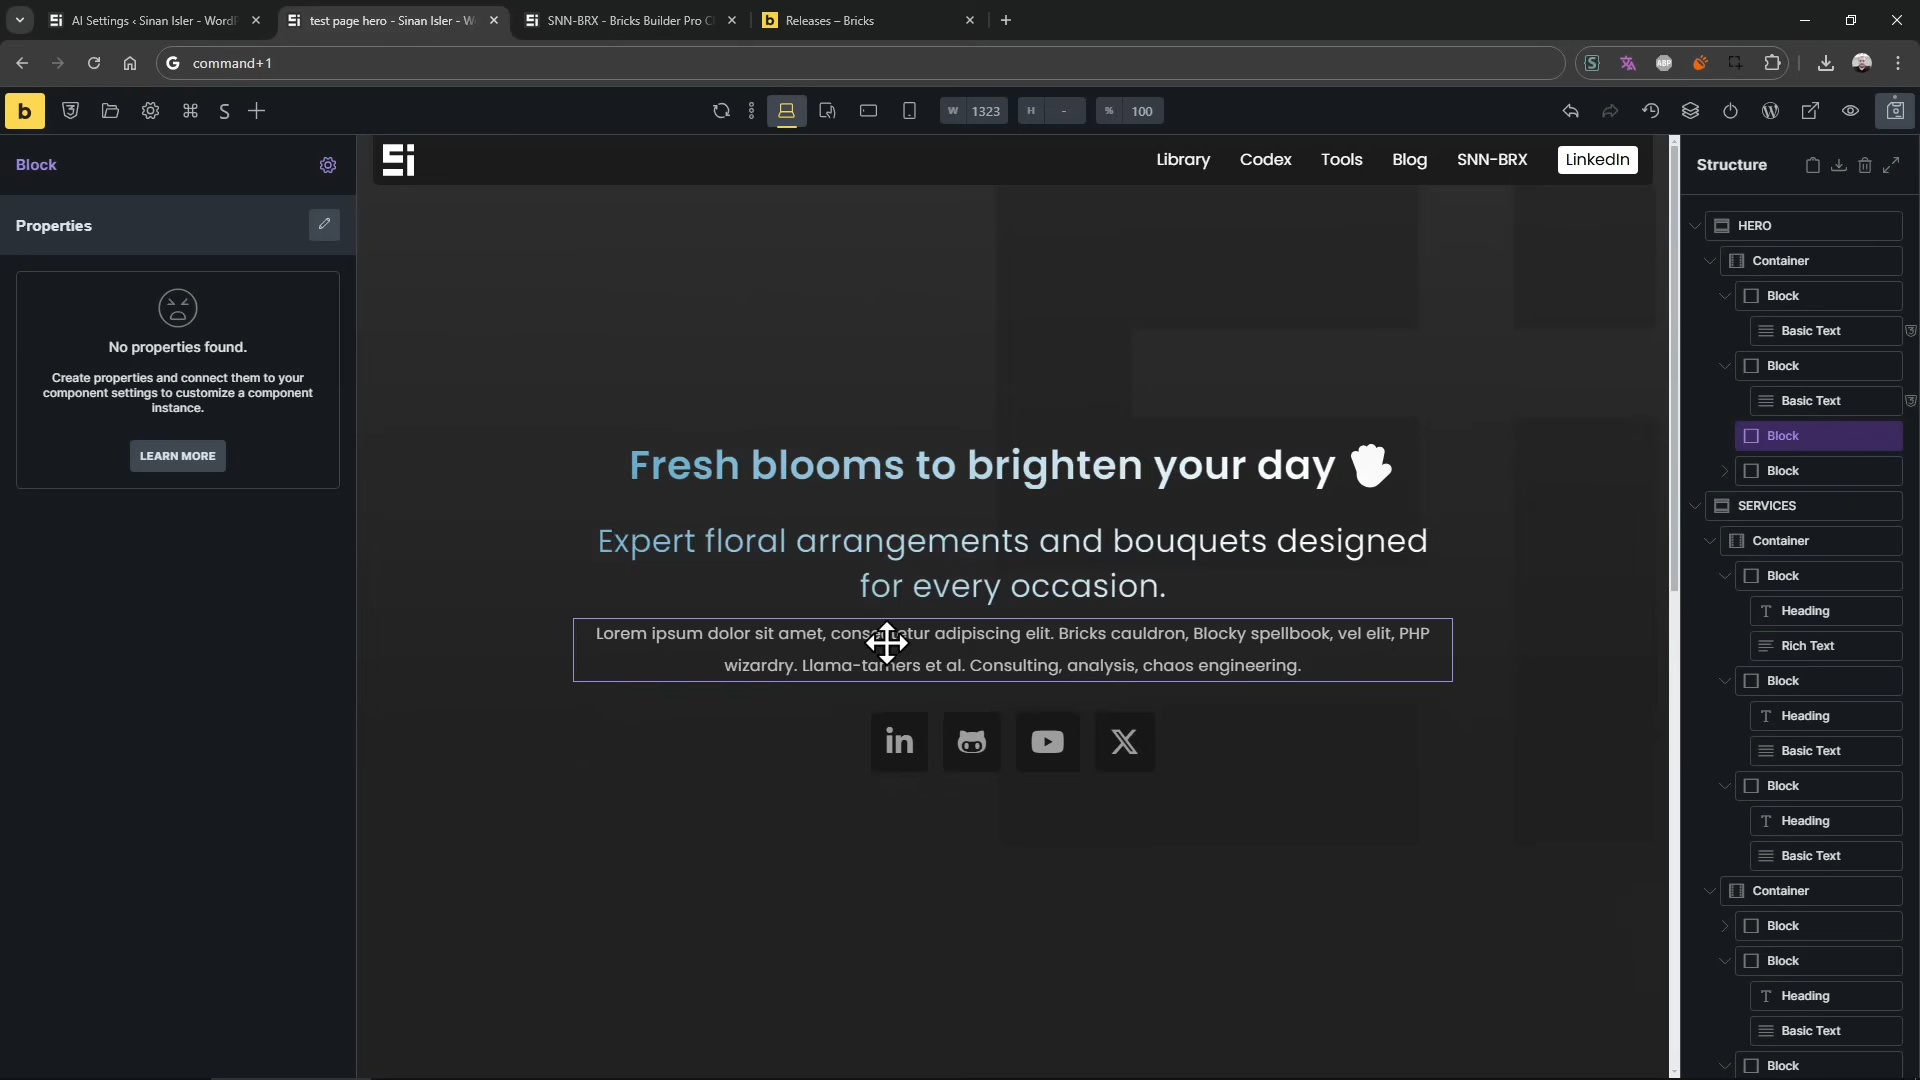 AI Settings ‹ Sinan Isler - WordP
test page hero - Sinan Isler - W
SNN-BRX - Bricks Builder Pro C
b
Releases – Bricks
command+1
ABP
b
S
W 1323
H -
% 100
Block
Properties
No properties found.
Create properties and connect them to your
component settings to customize a component
instance.
LEARN MORE
Library
Codex
Tools
Blog
SNN-BRX
LinkedIn
Fresh blooms to brighten your day
Expert floral arrangements and bouquets designed
for every occasion.
Lorem ipsum dolor sit amet, consectetur adipiscing elit. Bricks cauldron, Blocky spellbook, vel elit, PHP
wizardry. Llama-tamers et al. Consulting, analysis, chaos engineering.
in
X
Structure
HERO
Container
Block
Basic Text
Block
Basic Text
Block
Block
SERVICES
Container
Block
Heading
Rich Text
Block
Heading
Basic Text
Block
Heading
Basic Text
Container
Block
Block
Heading
Basic Text
Block